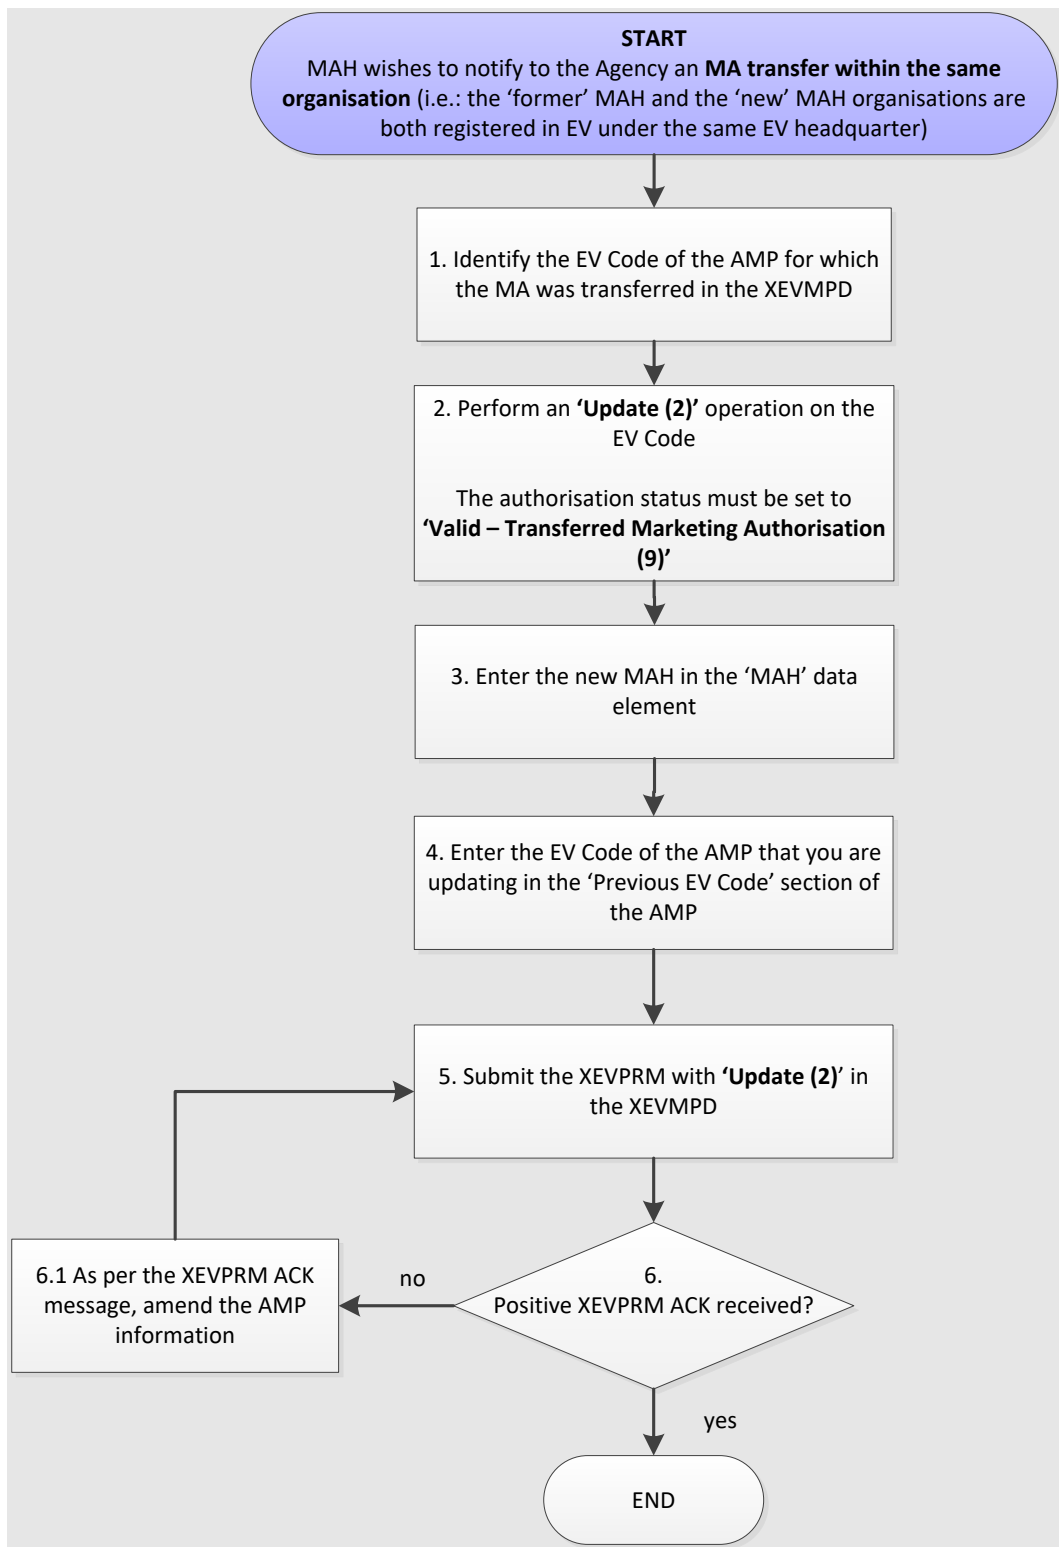 START
MAH wishes to notify to the Agency an MA transfer within the same
organisation (i.e.: the ‘former’ MAH and the ‘new’ MAH organisations are
both registered in EV under the same EV headquarter)
1. Identify the EV Code of the AMP for which
the MA was transferred in the XEVMPD
2. Perform an ‘Update (2)’ operation on the
EV Code
The authorisation status must be set to
‘Valid – Transferred Marketing Authorisation
(9)’
3. Enter the new MAH in the ‘MAH’ data
element
4. Enter the EV Code of the AMP that you are
updating in the ‘Previous EV Code’ section of
the AMP
5. Submit the XEVPRM with ‘Update (2)’ in
the XEVMPD
6.
Positive XEVPRM ACK received?
no
6.1 As per the XEVPRM ACK
message, amend the AMP
information
yes
END